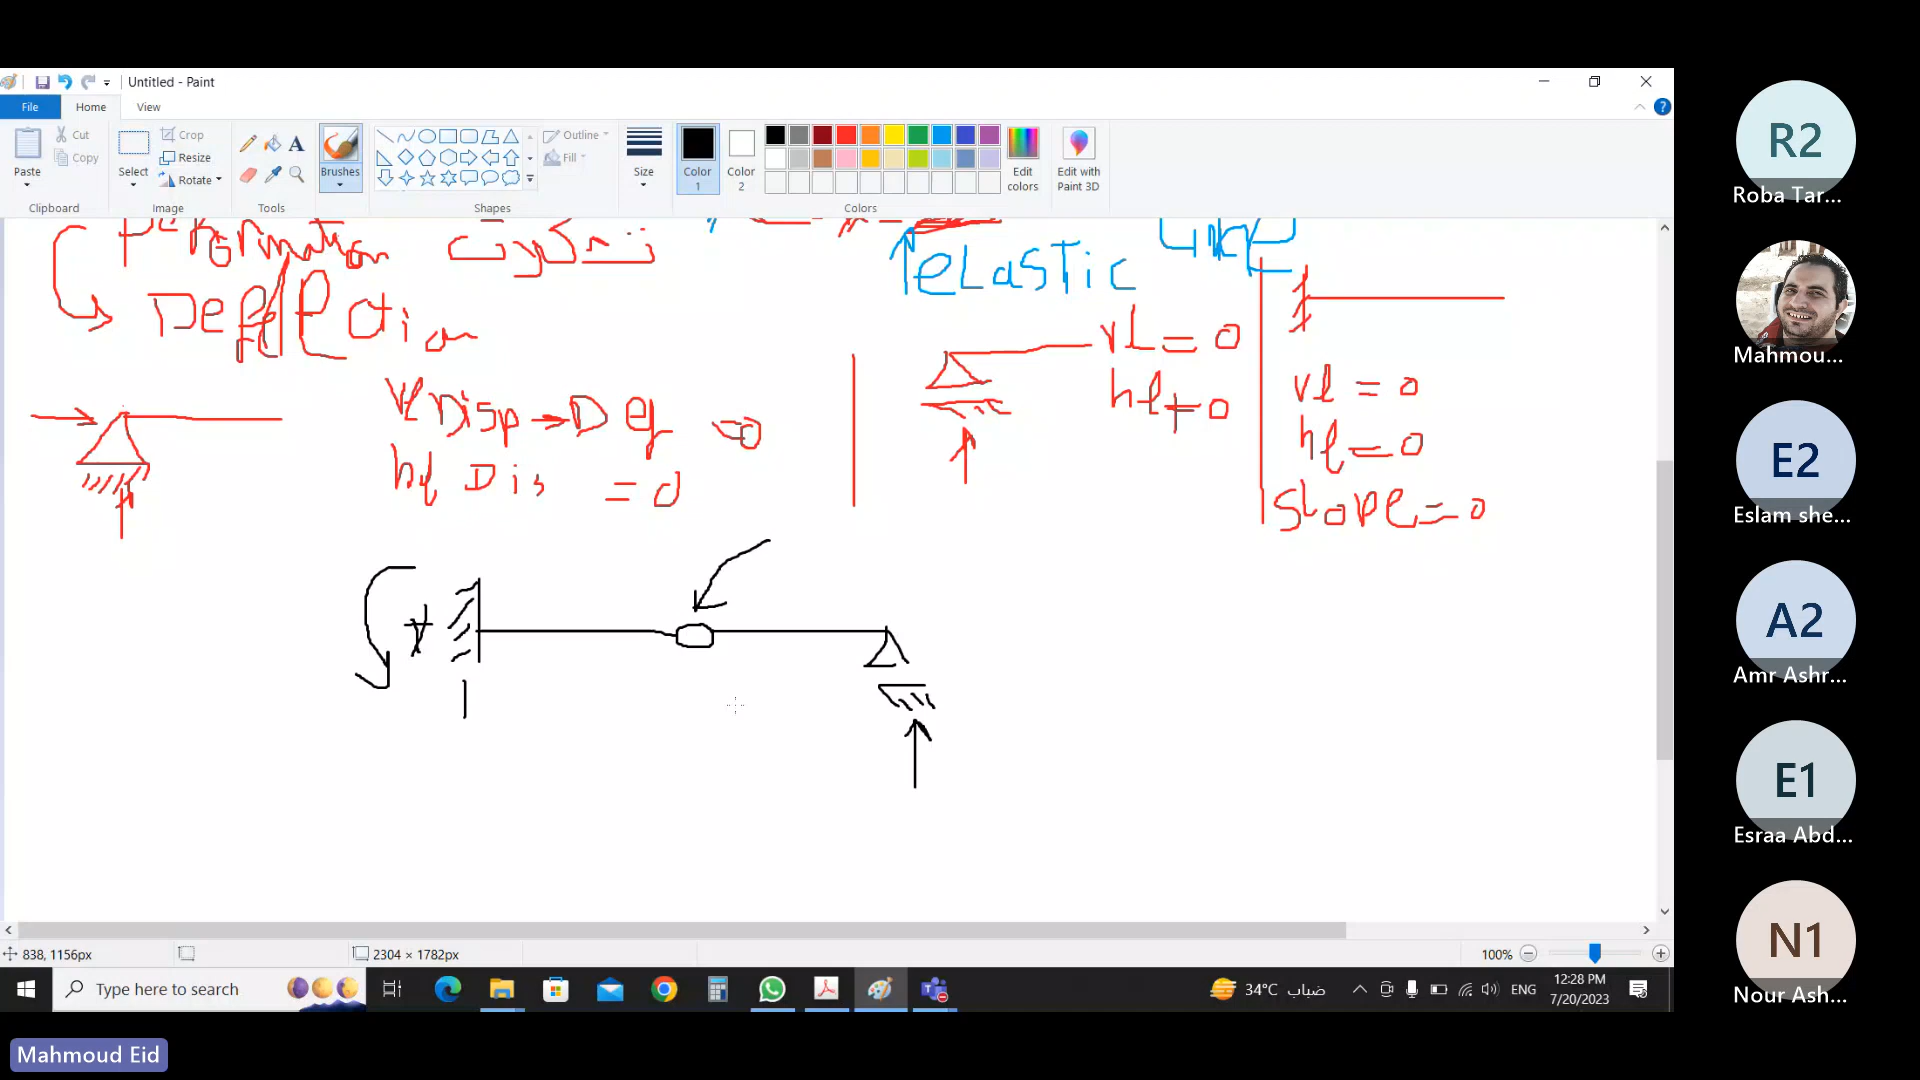 Untitled - Paint
File Home View
Paste Cut Copy Clipboard
Select Crop Resize Rotate Image
Tools
Brushes
Shapes Outline Fill
Size
Color 1 Color 2
Colors
Edit colors
Edit with Paint 3D
Deformation
Deflection
eLastic
Vl Disp → Def = 0
hl Dis = 0
vl = 0
hl ≠ 0
vl = 0
hl = 0
Slope = 0
838, 1156px
2304 × 1782px
100%
Type here to search
34°C ضباب
ENG
12:28 PM
7/20/2023
R2
Roba Tar...
Mahmou...
E2
Eslam she...
A2
Amr Ashr...
E1
Esraa Abd...
N1
Nour Ash...
Mahmoud Eid